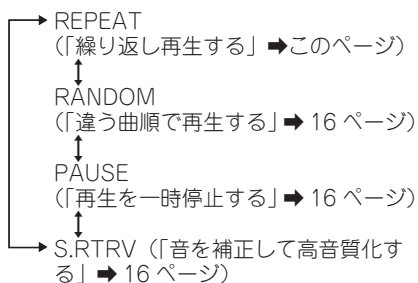 REPEAT
(「繰り返し再生する」➡このページ)
RANDOM
(「違う曲順で再生する」➡ 16 ページ)
PAUSE
(「再生を一時停止する」➡ 16 ページ)
S.RTRV(「音を補正して高音質化す
る」➡ 16 ページ)